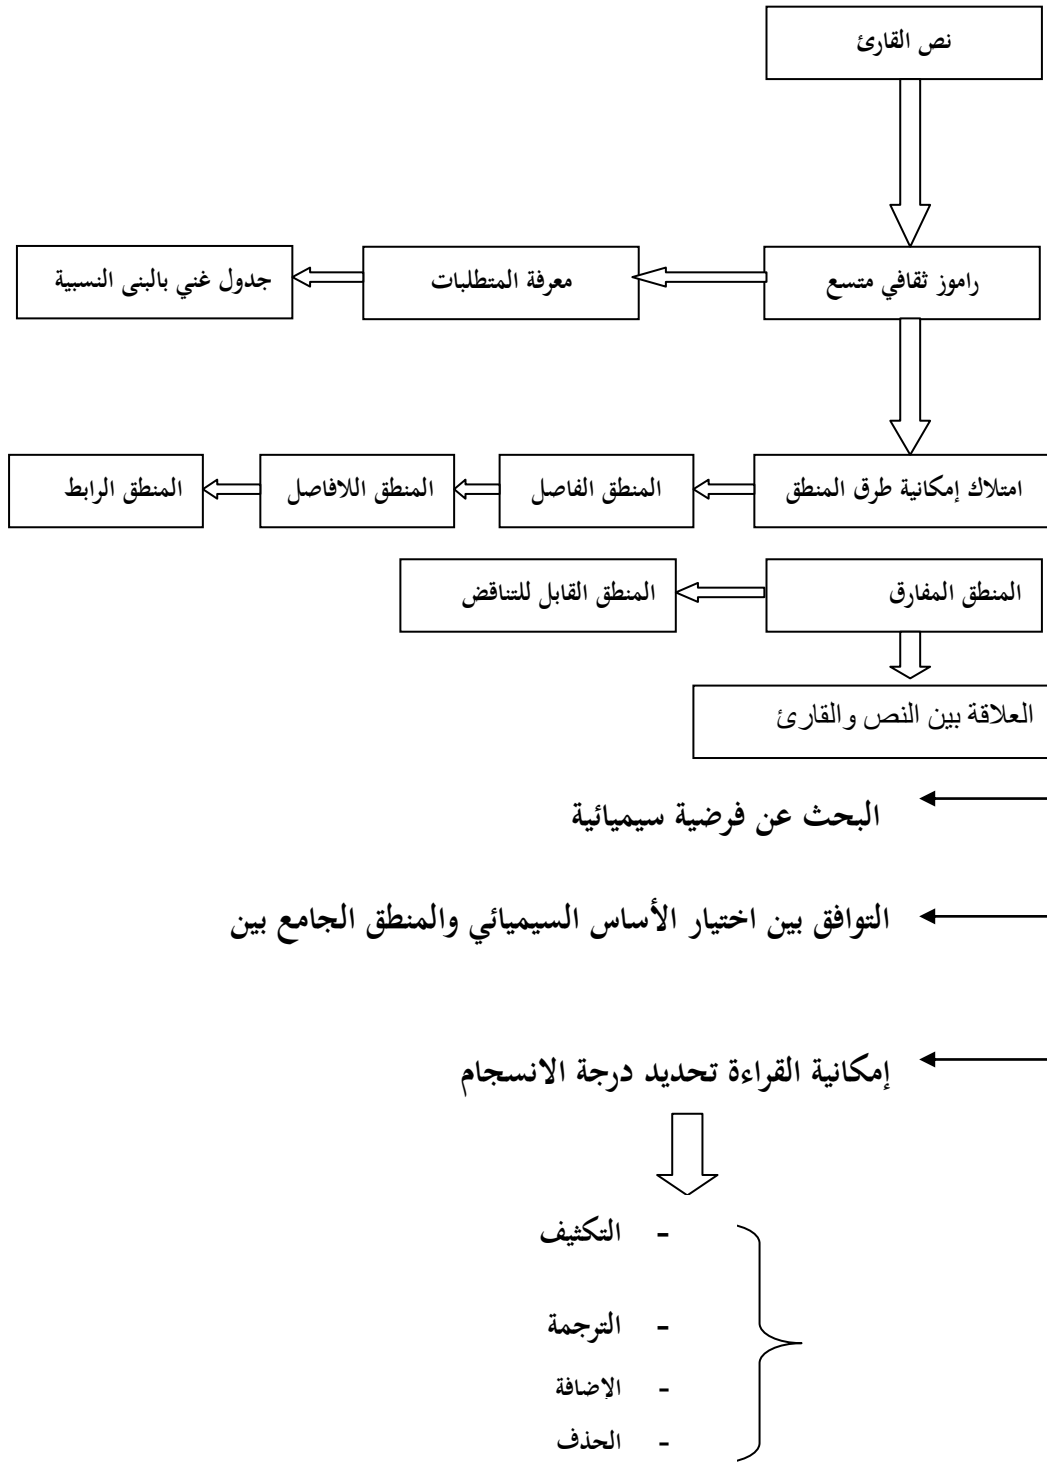 نص القارئ
راموز ثقافي متسع
معرفة المتطلبات
جدول غني بالبنى النسبية
امتلاك إمكانية طرق المنطق
المنطق الفاصل
المنطق اللافاصل
المنطق الرابط
المنطق المفارق
المنطق القابل للتناقض
العلاقة بين النص والقارئ
البحث عن فرضية سيميائية
التوافق بين اختيار الأساس السيميائي والمنطق الجامع بين
إمكانية القراءة تحديد درجة الانسجام
- التكثيف
- الترجمة
- الإضافة
- الحذف